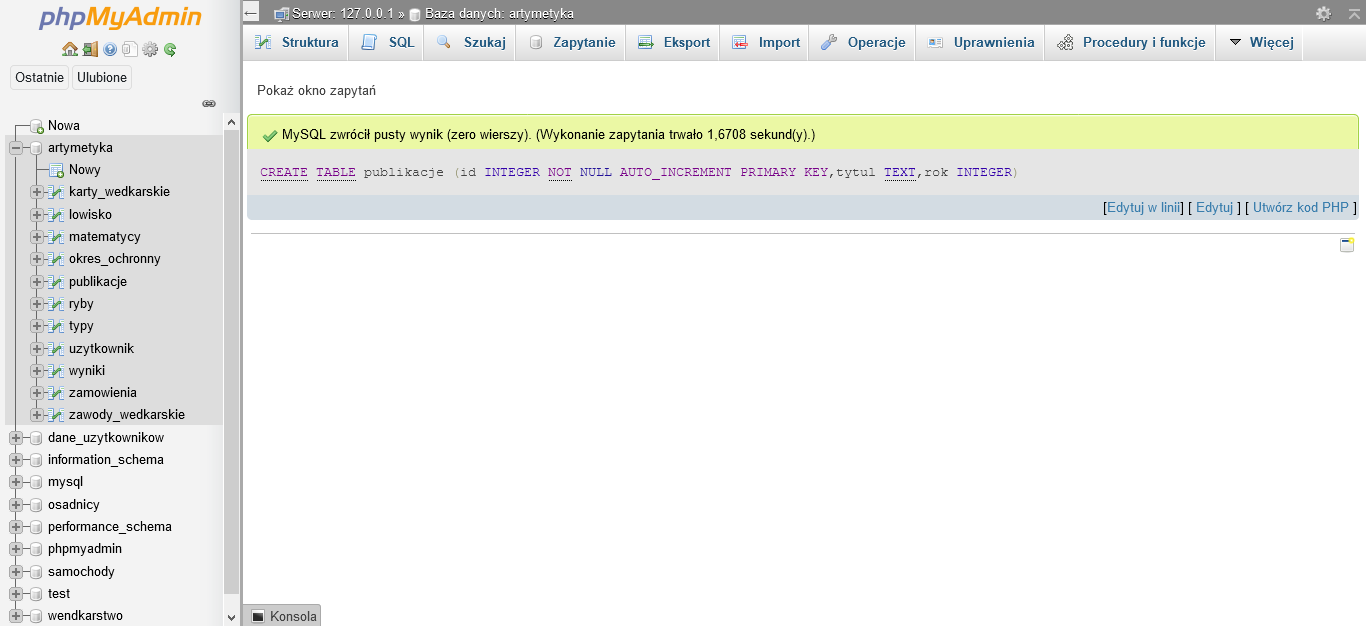 phpMyAdmin
Ostatnie Ulubione
Nowa
artymetyka
Nowy
karty_wedkarskie
lowisko
matematycy
okres_ochronny
publikacje
ryby
typy
uzytkownik
wyniki
zamowienia
zawody_wedkarskie
dane_uzytkownikow
information_schema
mysql
osadnicy
performance_schema
phpmyadmin
samochody
test
wendkarstwo
Serwer: 127.0.0.1 » Baza danych: artymetyka
Struktura SQL Szukaj Zapytanie Eksport Import Operacje Uprawnienia Procedury i funkcje Więcej
Pokaż okno zapytań
MySQL zwrócił pusty wynik (zero wierszy). (Wykonanie zapytania trwało 1,6708 sekund(y).)
CREATE TABLE publikacje (id INTEGER NOT NULL AUTO_INCREMENT PRIMARY KEY,tytul TEXT,rok INTEGER)
[Edytuj w linii] [ Edytuj ] [ Utwórz kod PHP ]
Konsola